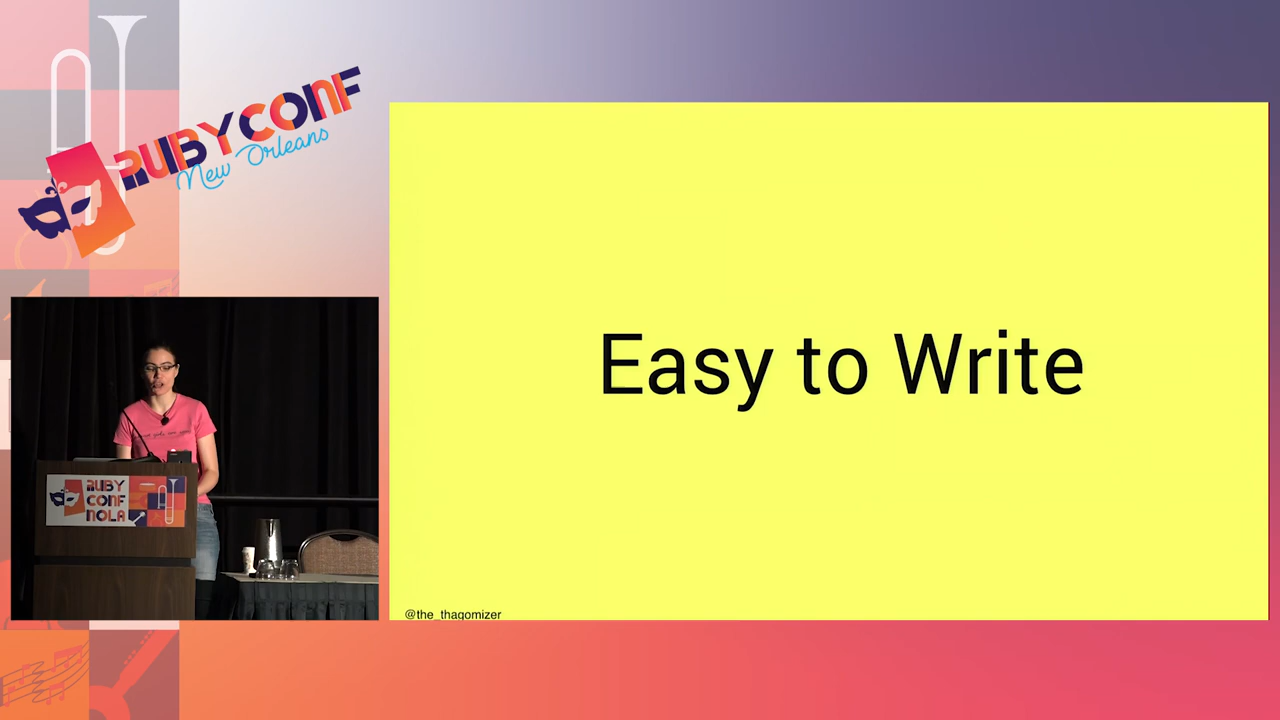 RUBYCONF
New Orleans
Easy to Write
RUBY
CONF
NOLA
@the_thagomizer